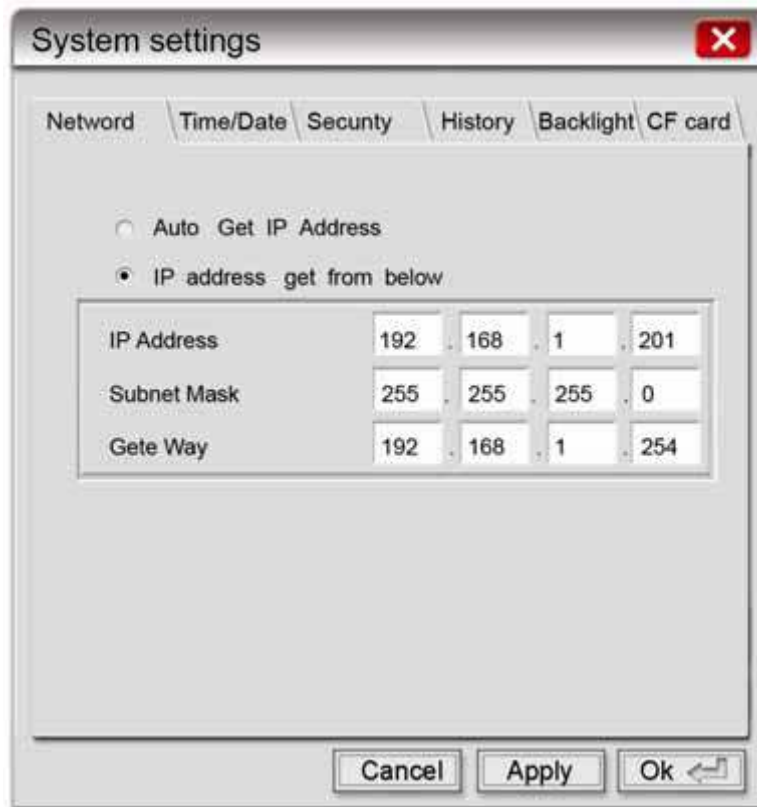 System settings
Netword Time/Date Secunty History Backlight CF card
Auto Get IP Address
IP address get from below
IP Address 192 . 168 . 1 . 201
Subnet Mask 255 . 255 . 255 . 0
Gete Way 192 . 168 . 1 . 254
Cancel Apply Ok